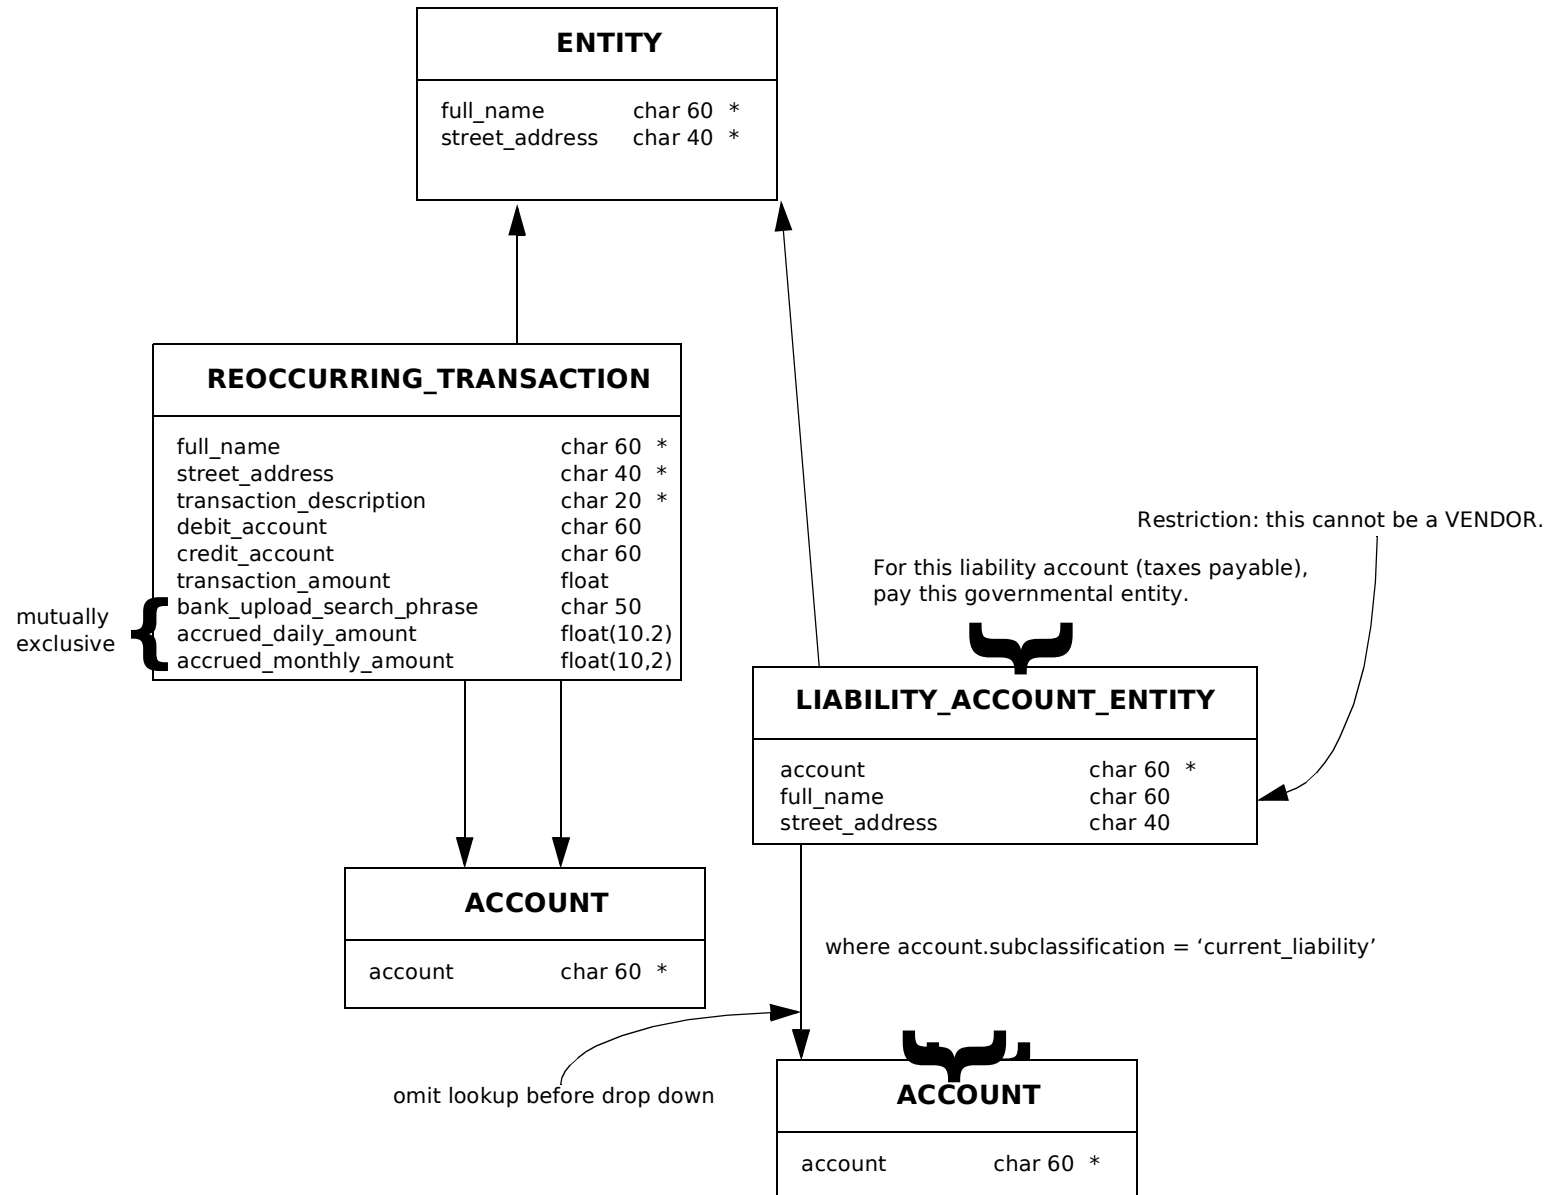 ENTITY
full_name char 60 *
street_address char 40 *
REOCCURRING_TRANSACTION
full_name char 60 *
street_address char 40 *
transaction_description char 20 *
debit_account char 60
credit_account char 60
transaction_amount float
bank_upload_search_phrase char 50
accrued_daily_amount float(10.2)
accrued_monthly_amount float(10,2)
mutually
exclusive
{
Restriction: this cannot be a VENDOR.
For this liability account (taxes payable),
pay this governmental entity.
}
LIABILITY_ACCOUNT_ENTITY
account char 60 *
full_name char 60
street_address char 40
ACCOUNT
account char 60 *
where account.subclassification = ‘current_liability’
omit lookup before drop down
ACCOUNT
account char 60 *